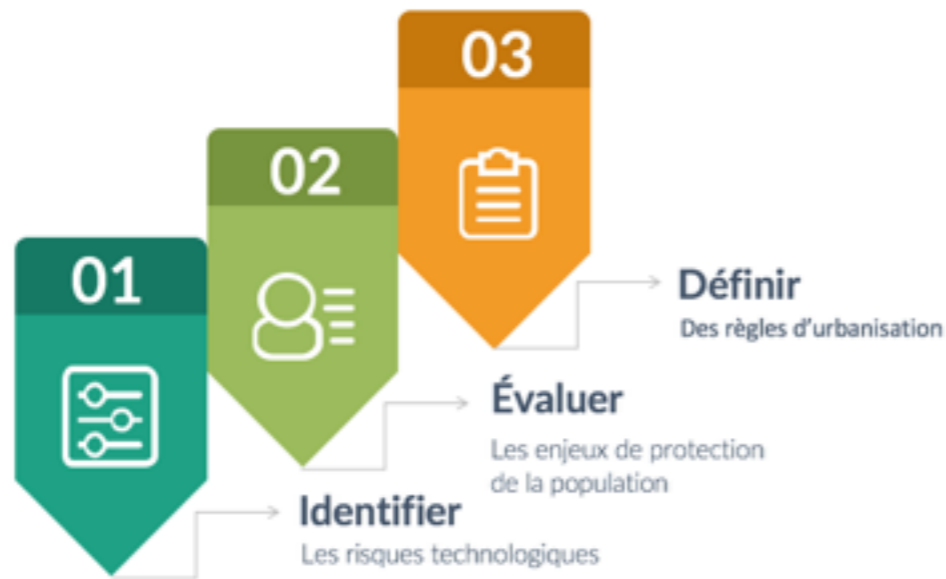 01
Identifier
Les risques technologiques
02
Évaluer
Les enjeux de protection
de la population
03
Définir
Des règles d'urbanisation